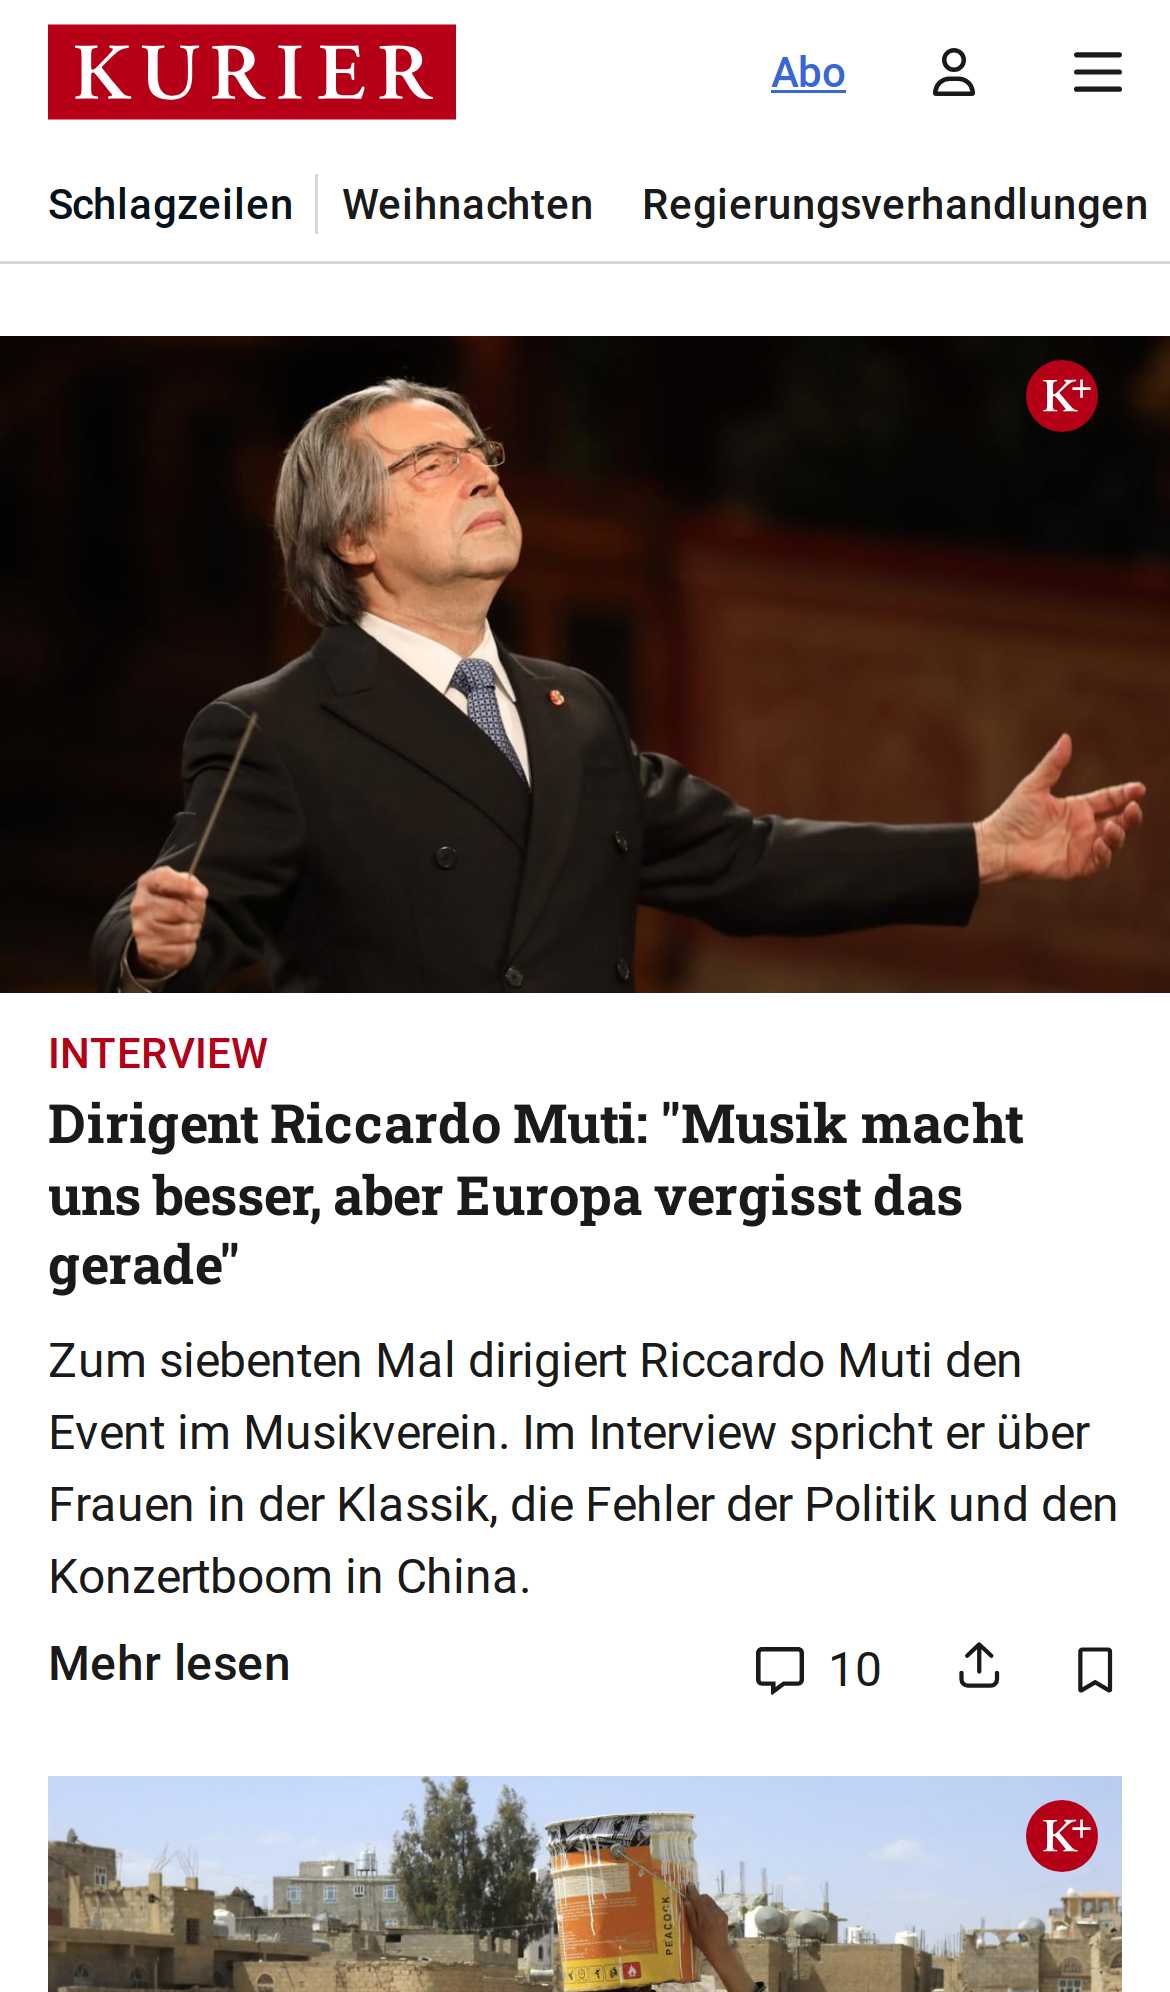 KURIER
Abo
Schlagzeilen
Weihnachten
Regierungsverhandlungen
K+
INTERVIEW
Dirigent Riccardo Muti: "Musik macht
uns besser, aber Europa vergisst das
gerade"
Zum siebenten Mal dirigiert Riccardo Muti den
Event im Musikverein. Im Interview spricht er über
Frauen in der Klassik, die Fehler der Politik und den
Konzertboom in China.
Mehr lesen
10
K+
PEACOCK